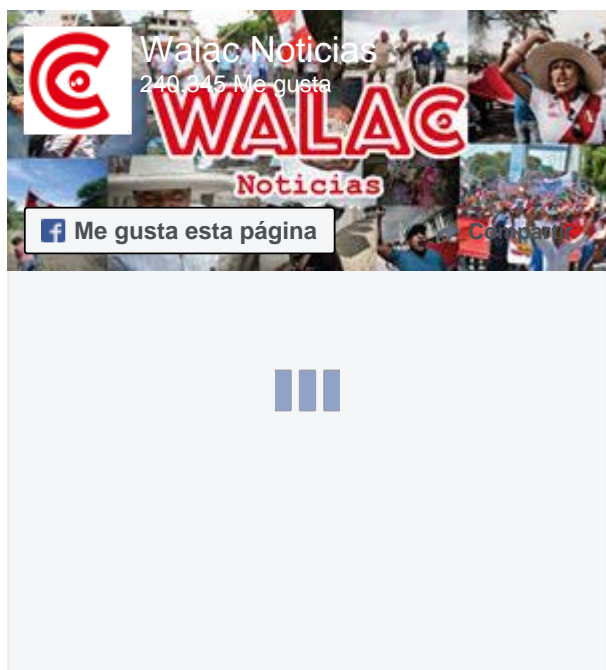 Walac Noticias
240,345 Me gusta
WALAC
Noticias
Me gusta esta página
Compartir